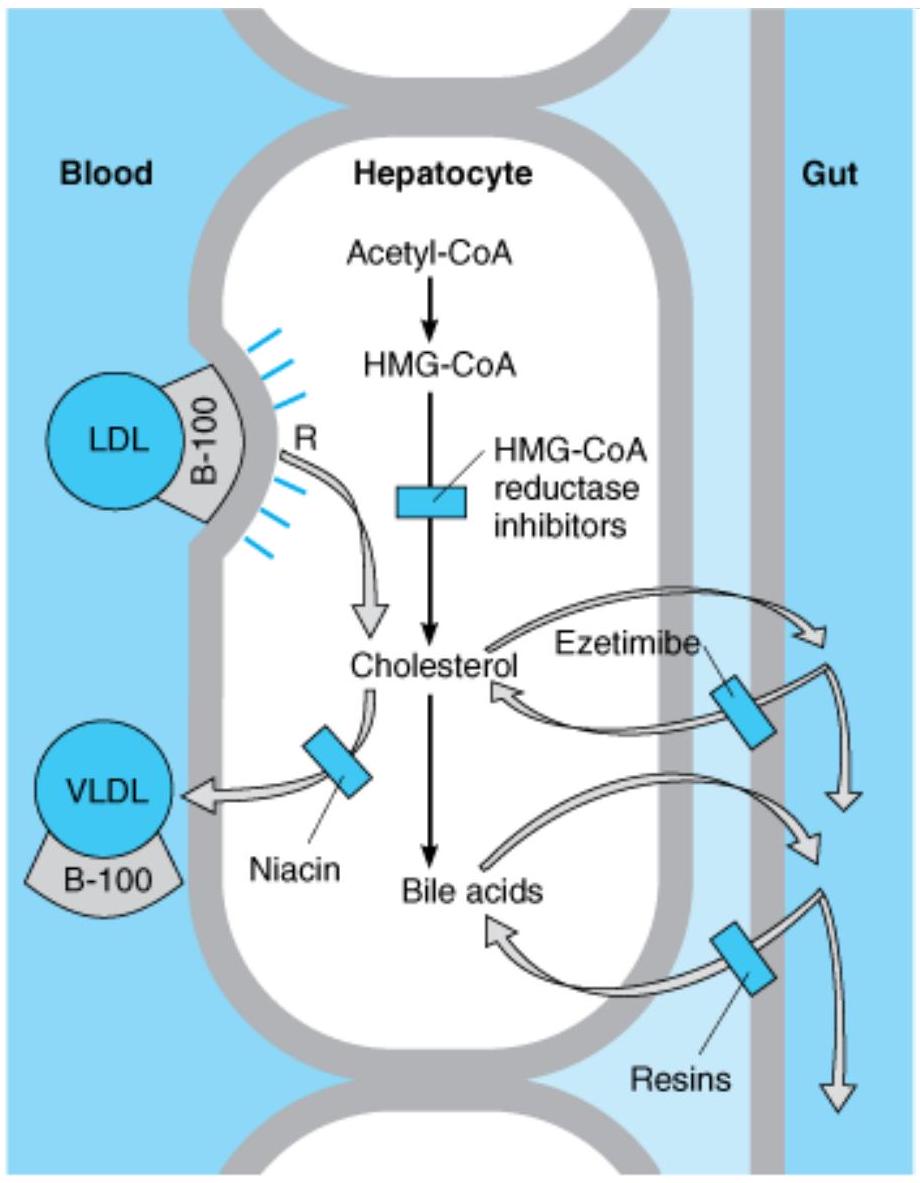 Blood
Hepatocyte
Gut
Acetyl-CoA
HMG-CoA
LDL
B-100
R
HMG-CoA
reductase
inhibitors
Ezetimibe
Cholesterol
VLDL
B-100
Niacin
Bile acids
Resins